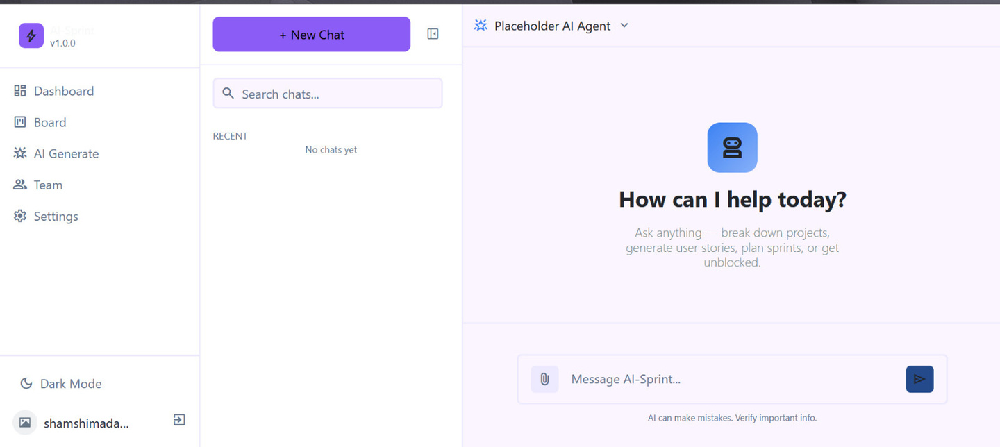 AI-Sprint
v1.0.0
Dashboard
Board
AI Generate
Team
Settings
Dark Mode
shamshimada...
+ New Chat
Search chats...
RECENT
No chats yet
Placeholder AI Agent
How can I help today?
Ask anything — break down projects,
generate user stories, plan sprints, or get
unblocked.
Message AI-Sprint...
AI can make mistakes. Verify important info.